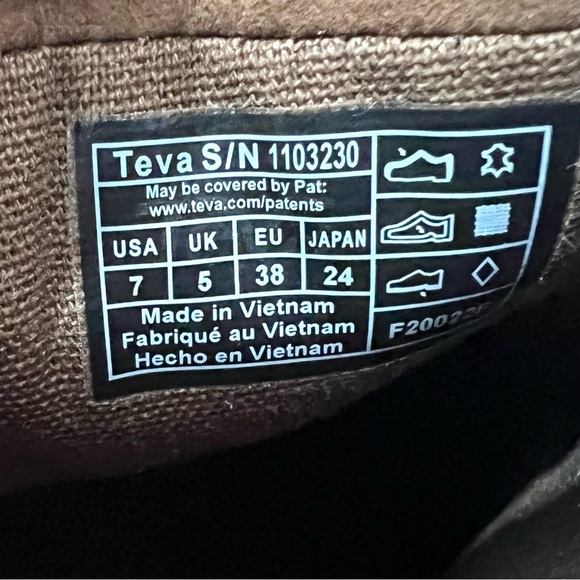 Teva S/N 1103230
May be covered by Pat:
www.teva.com/patents
USA UK EU JAPAN
7 5 38 24
Made in Vietnam
Fabriqué au Vietnam
Hecho en Vietnam